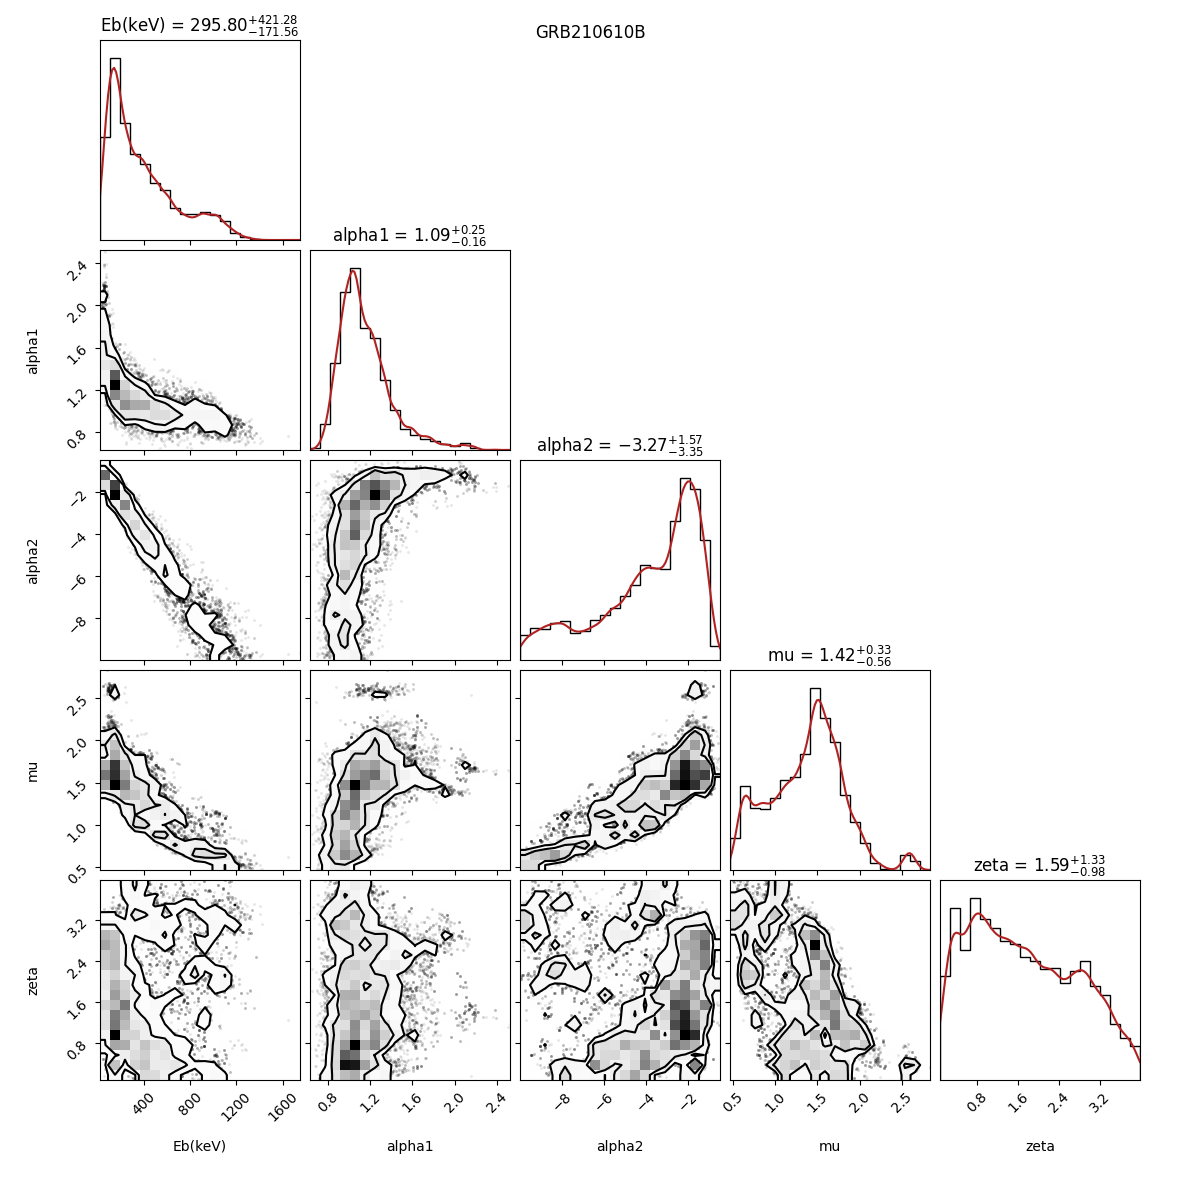 GRB210610B
Eb(keV) = 295.80+421.28−171.56
alpha1 = 1.09+0.25−0.16
2.4
2.0
1.6
1.2
0.8
alpha1
alpha2 = −3.27+1.57−3.35
−2
−4
−6
−8
alpha2
mu = 1.42+0.33−0.56
2.5
2.0
1.5
1.0
0.5
mu
zeta = 1.59+1.33−0.98
3.2
2.4
1.6
0.8
zeta
400 800 1200 1600 0.8 1.2 1.6 2.0 2.4 −8 −6 −4 −2 0.5 1.0 1.5 2.0 2.5 0.8 1.6 2.4 3.2
Eb(keV) alpha1 alpha2 mu zeta